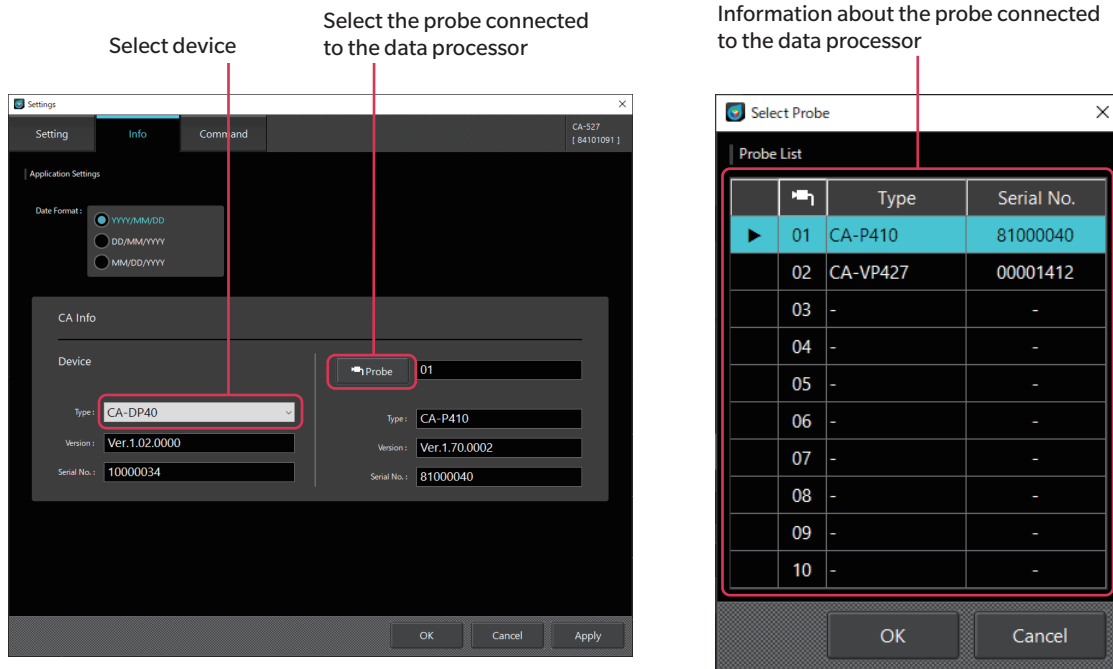 Select device
Select the probe connected
to the data processor
Settings
Setting Info Command
CA-527
[ 84101091 ]
Application Settings
Date Format :
YYYY/MM/DD
DD/MM/YYYY
MM/DD/YYYY
CA Info
Device
Type : CA-DP40
Version : Ver.1.02.0000
Serial No. : 10000034
Probe 01
Type : CA-P410
Version : Ver.1.70.0002
Serial No. : 81000040
OK Cancel Apply
Information about the probe connected
to the data processor
Select Probe
Probe List
Type Serial No.
01 CA-P410 81000040
02 CA-VP427 00001412
03 - -
04 - -
05 - -
06 - -
07 - -
08 - -
09 - -
10 - -
OK Cancel